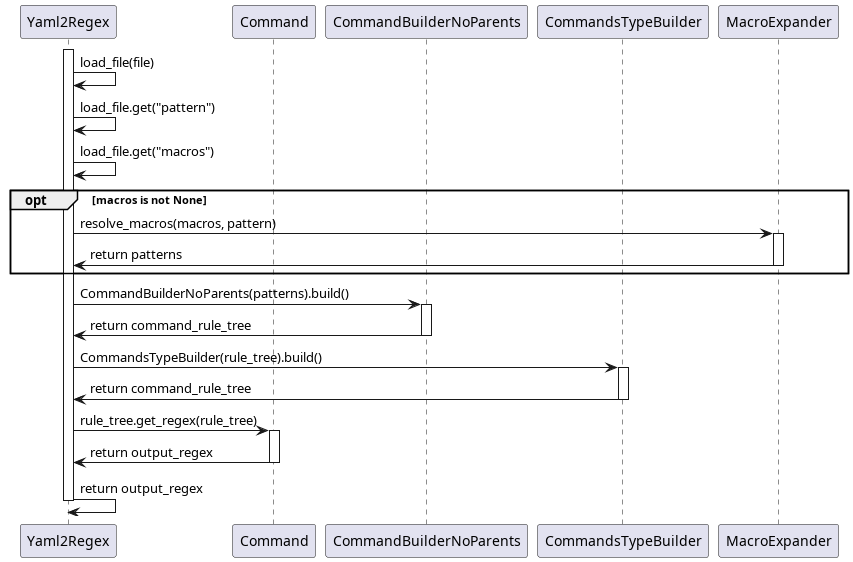 Yaml2Regex Command CommandBuilderNoParents CommandsTypeBuilder MacroExpander
load_file(file)
load_file.get("pattern")
load_file.get("macros")
opt [macros is not None]
resolve_macros(macros, pattern)
return patterns
CommandBuilderNoParents(patterns).build()
return command_rule_tree
CommandsTypeBuilder(rule_tree).build()
return command_rule_tree
rule_tree.get_regex(rule_tree)
return output_regex
return output_regex
Yaml2Regex Command CommandBuilderNoParents CommandsTypeBuilder MacroExpander